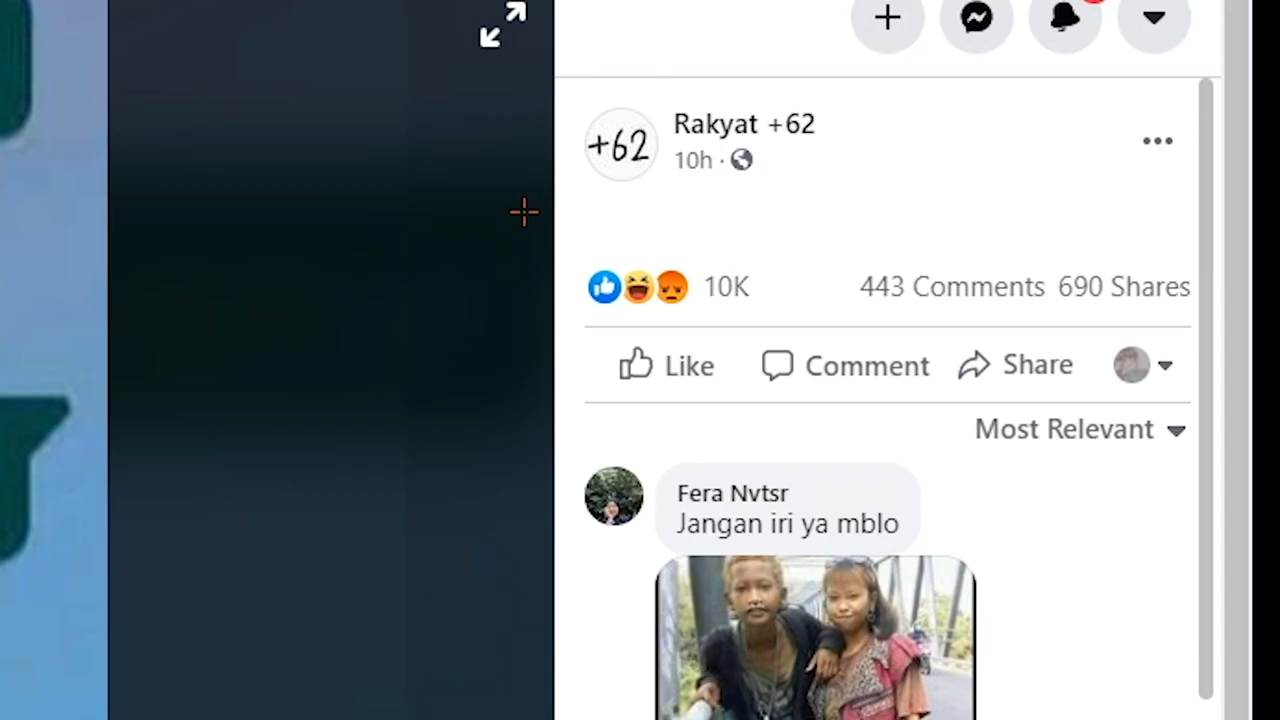 +62
Rakyat +62
10h ·
10K
443 Comments 690 Shares
Like
Comment
Share
Most Relevant
Fera Nvtsr
Jangan iri ya mblo